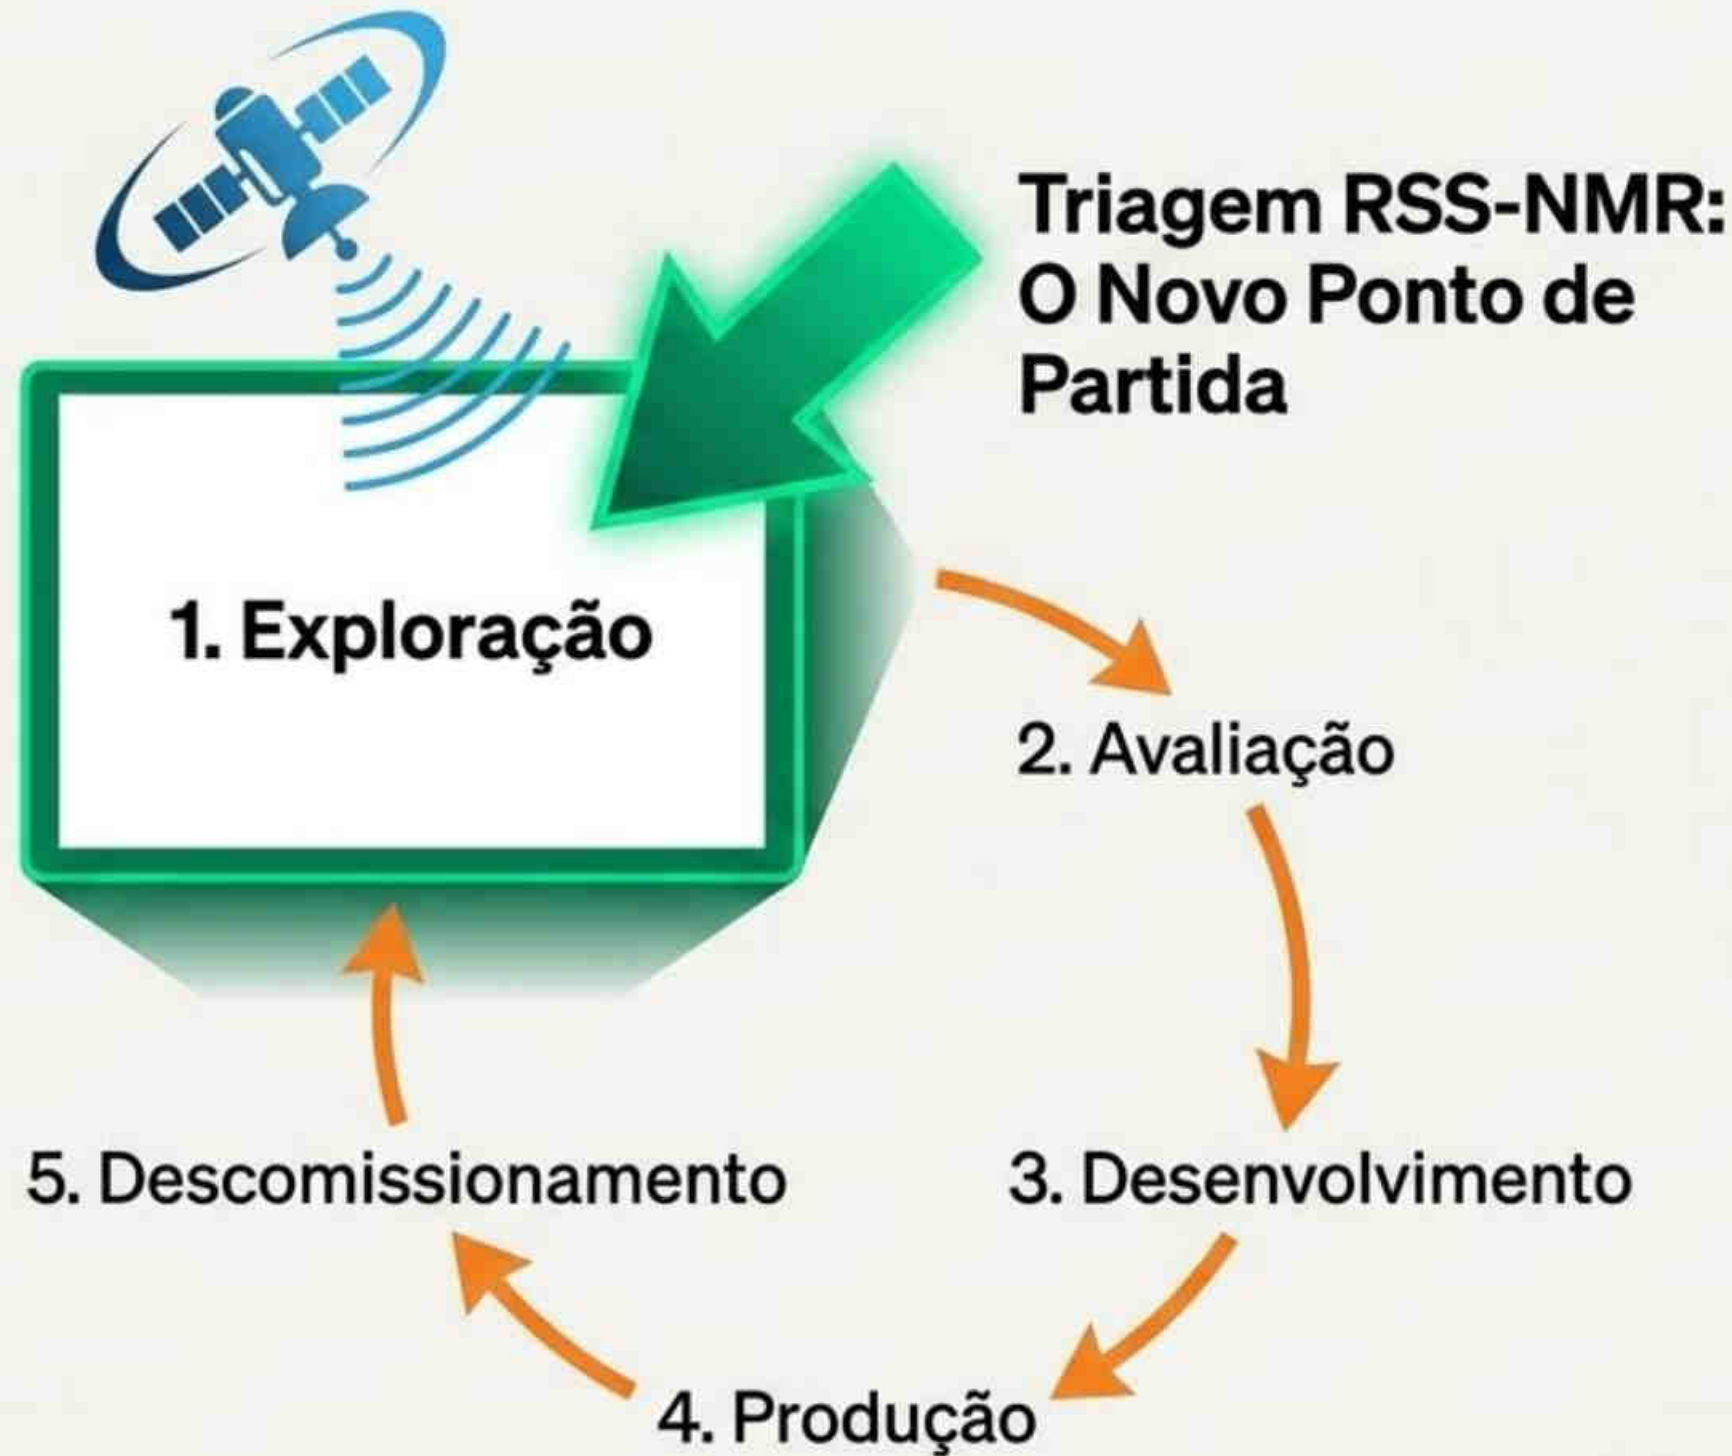 Triagem RSS-NMR:
O Novo Ponto de
Partida
1. Exploração
2. Avaliação
3. Desenvolvimento
4. Produção
5. Descomissionamento